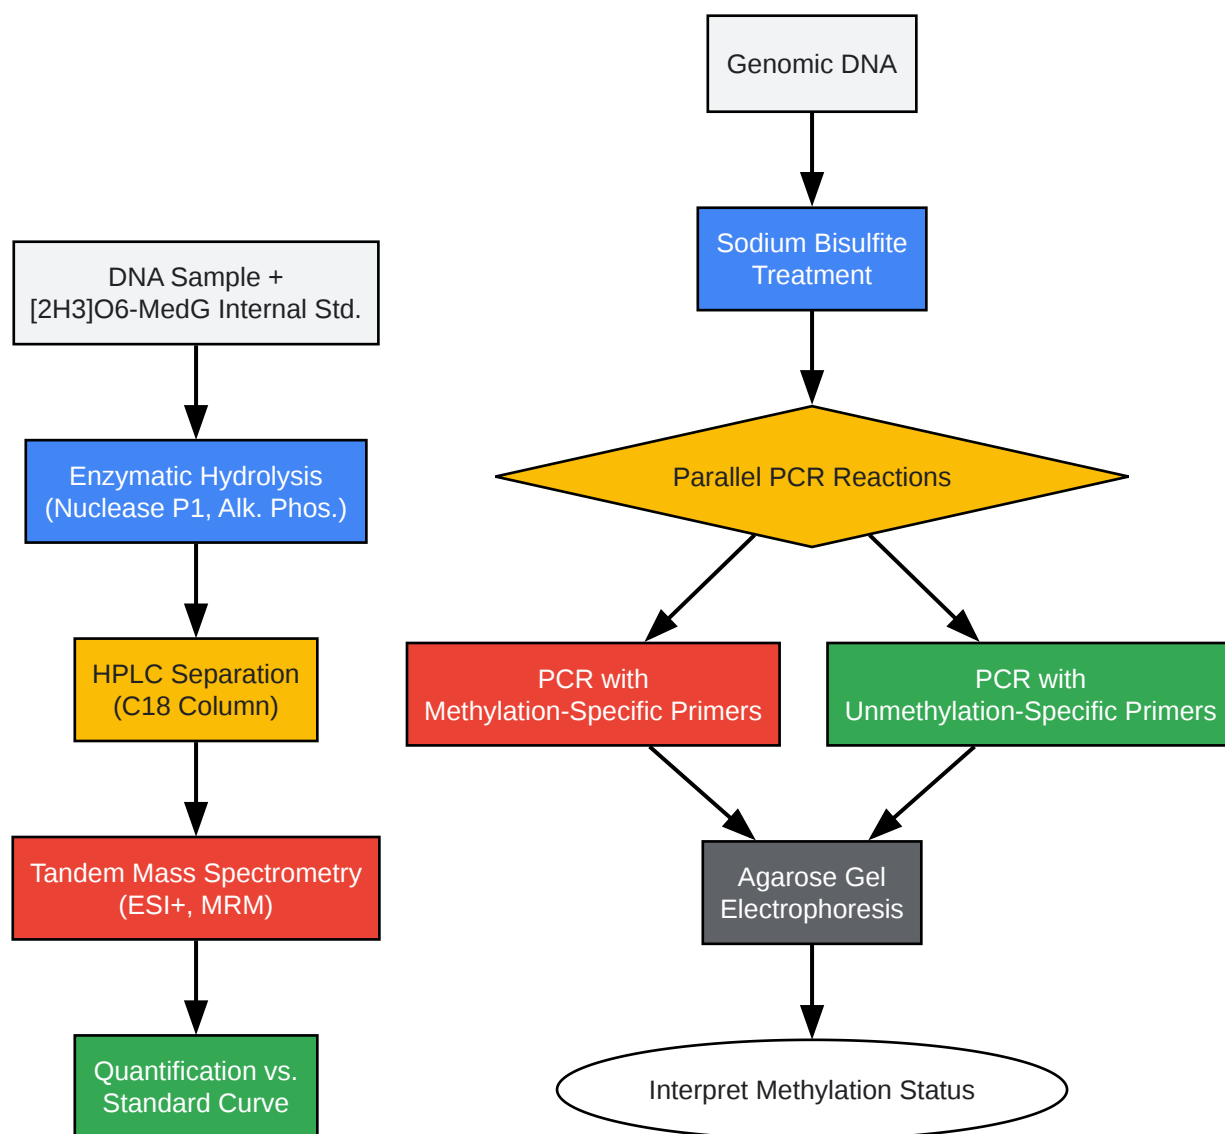 DNA Sample +
[2H3]O6-MedG Internal Std.
Enzymatic Hydrolysis
(Nuclease P1, Alk. Phos.)
HPLC Separation
(C18 Column)
Tandem Mass Spectrometry
(ESI+, MRM)
Quantification vs.
Standard Curve
Genomic DNA
Sodium Bisulfite
Treatment
Parallel PCR Reactions
PCR with
Methylation-Specific Primers
PCR with
Unmethylation-Specific Primers
Agarose Gel
Electrophoresis
Interpret Methylation Status